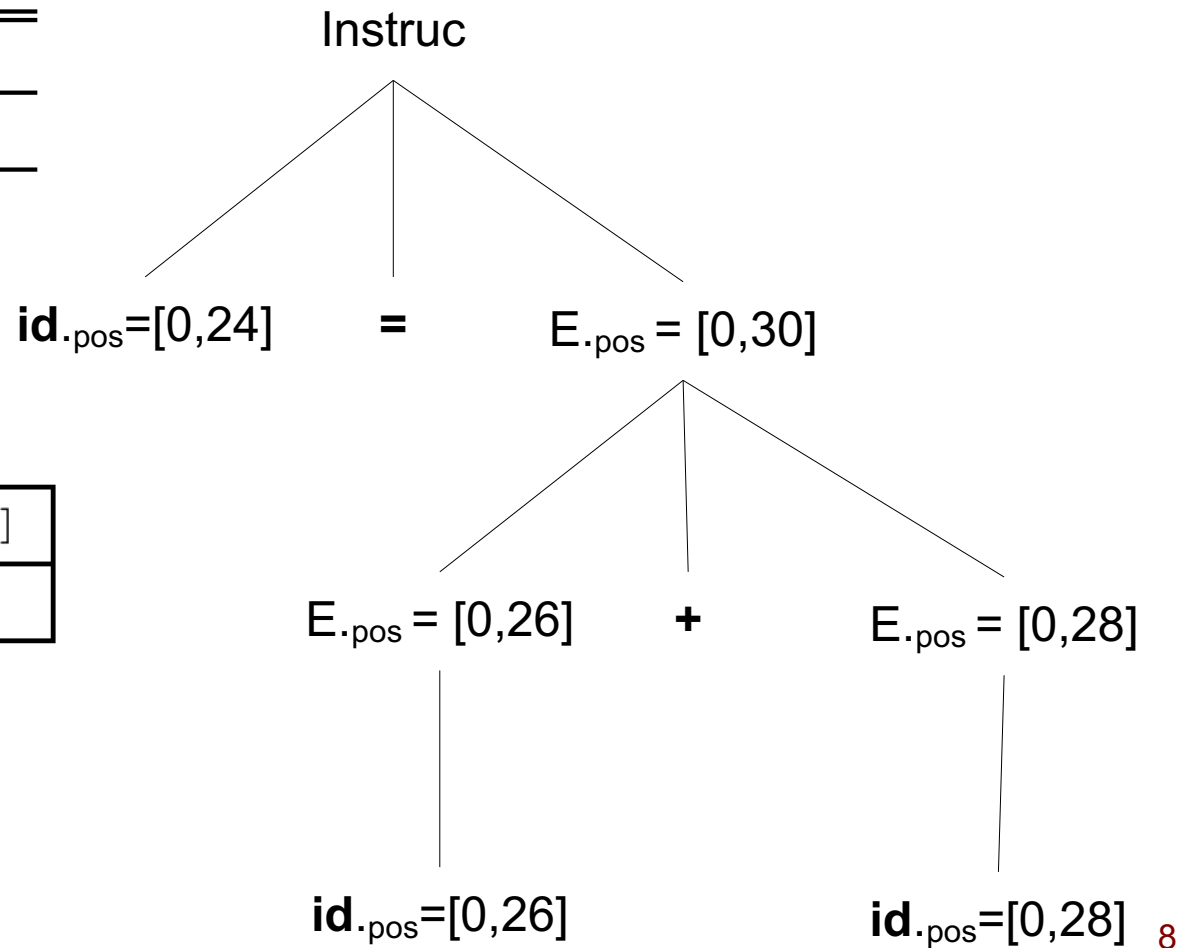 Instruc
id.pos=[0,24] = E.pos = [0,30]
]
E.pos = [0,26] + E.pos = [0,28]
id.pos=[0,26] id.pos=[0,28]
8